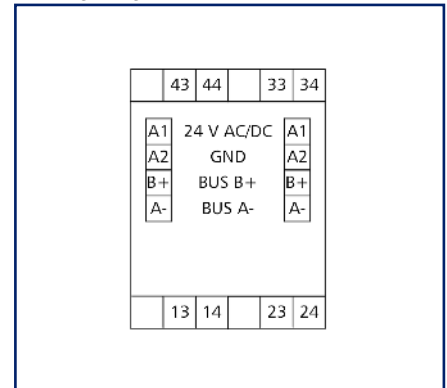 43 44 33 34
A1 24 V AC/DC A1
A2 GND A2
B+ BUS B+ B+
A- BUS A- A-
13 14 23 24